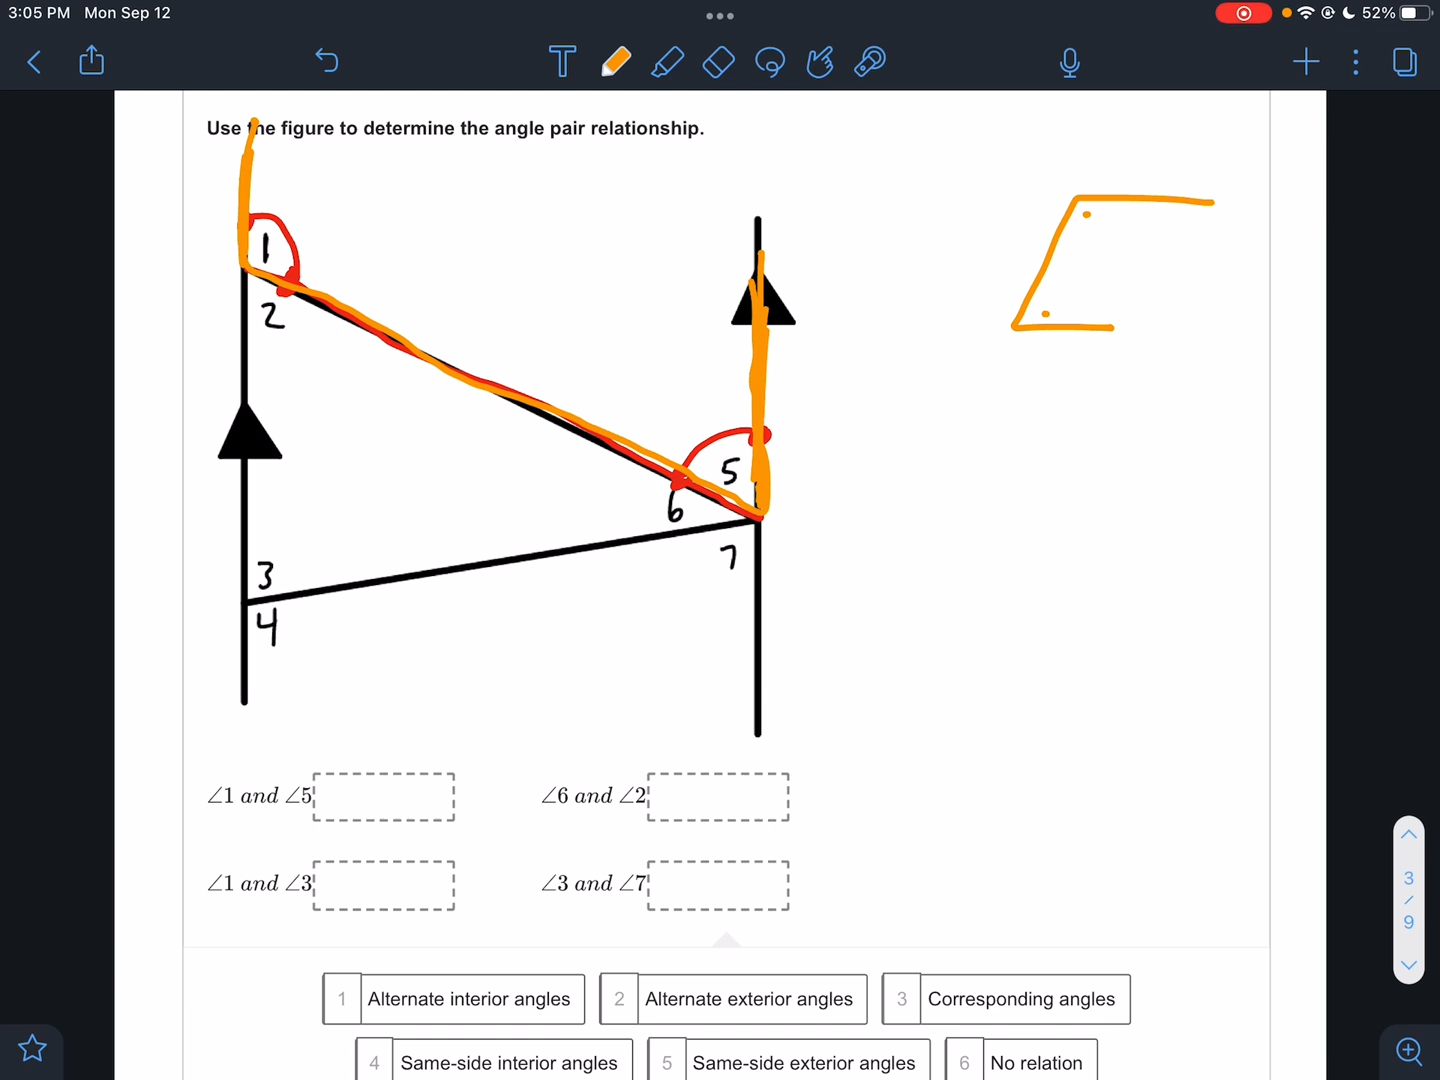 3:05 PM Mon Sep 12
52%
Use the figure to determine the angle pair relationship.
1
2
5
6
7
3
4
∠1 and ∠5
∠6 and ∠2
∠1 and ∠3
∠3 and ∠7
3
/
9
1 Alternate interior angles
2 Alternate exterior angles
3 Corresponding angles
4 Same-side interior angles
5 Same-side exterior angles
6 No relation